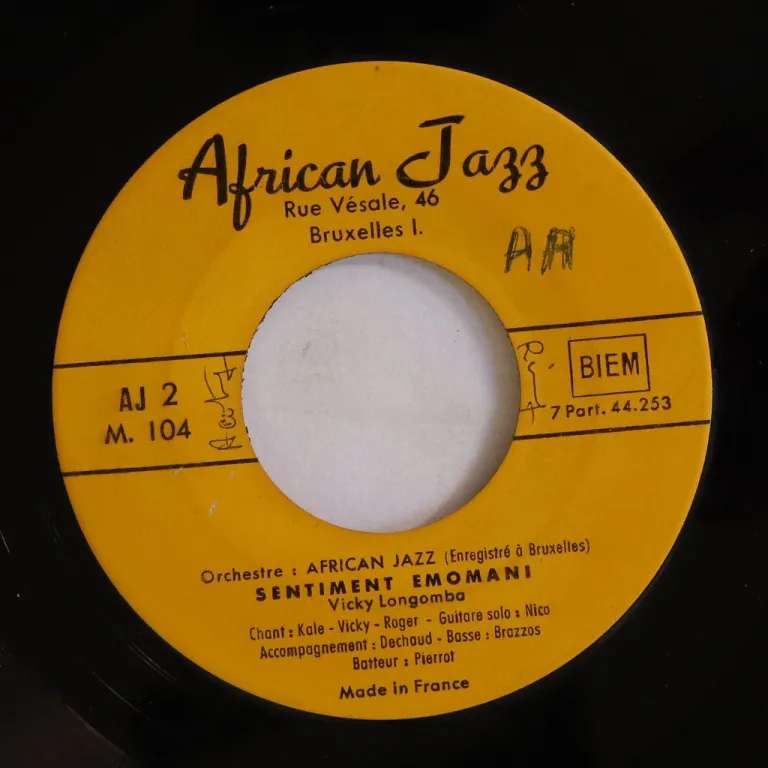 African Jazz
Rue Vésale, 46
Bruxelles I.
AA
BIEM
7 Part. 44.253
AJ 2
M. 104
Orchestre : AFRICAN JAZZ (Enregistré à Bruxelles)
SENTIMENT EMOMANI
Vicky Longomba
Chant : Kale - Vicky - Roger - Guitare solo : Nico
Accompagnement : Dechaud - Basse : Brazzos
Batteur : Pierrot
Made in France